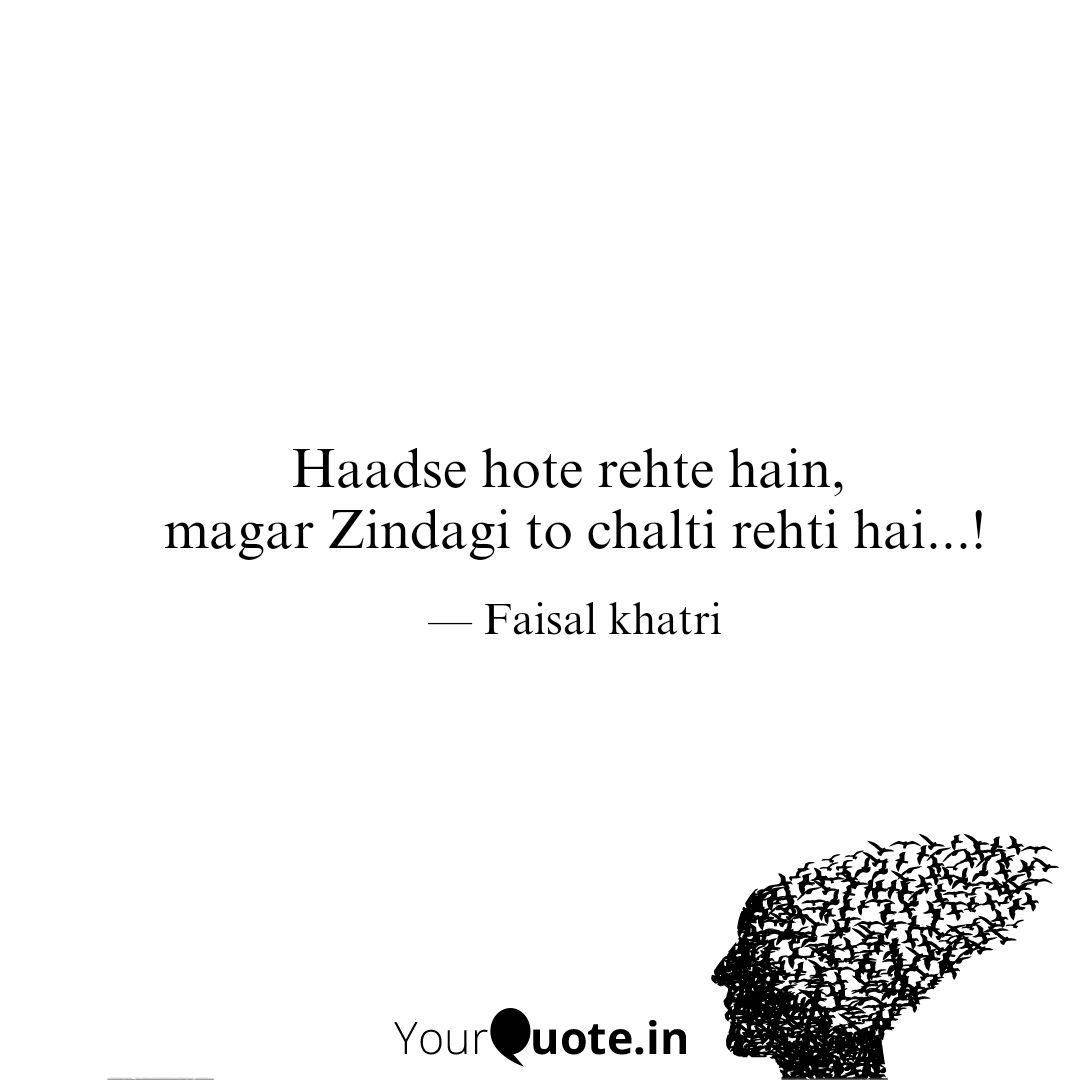 Haadse hote rehte hain,
magar Zindagi to chalti rehti hai...!
— Faisal khatri
YourQuote.in